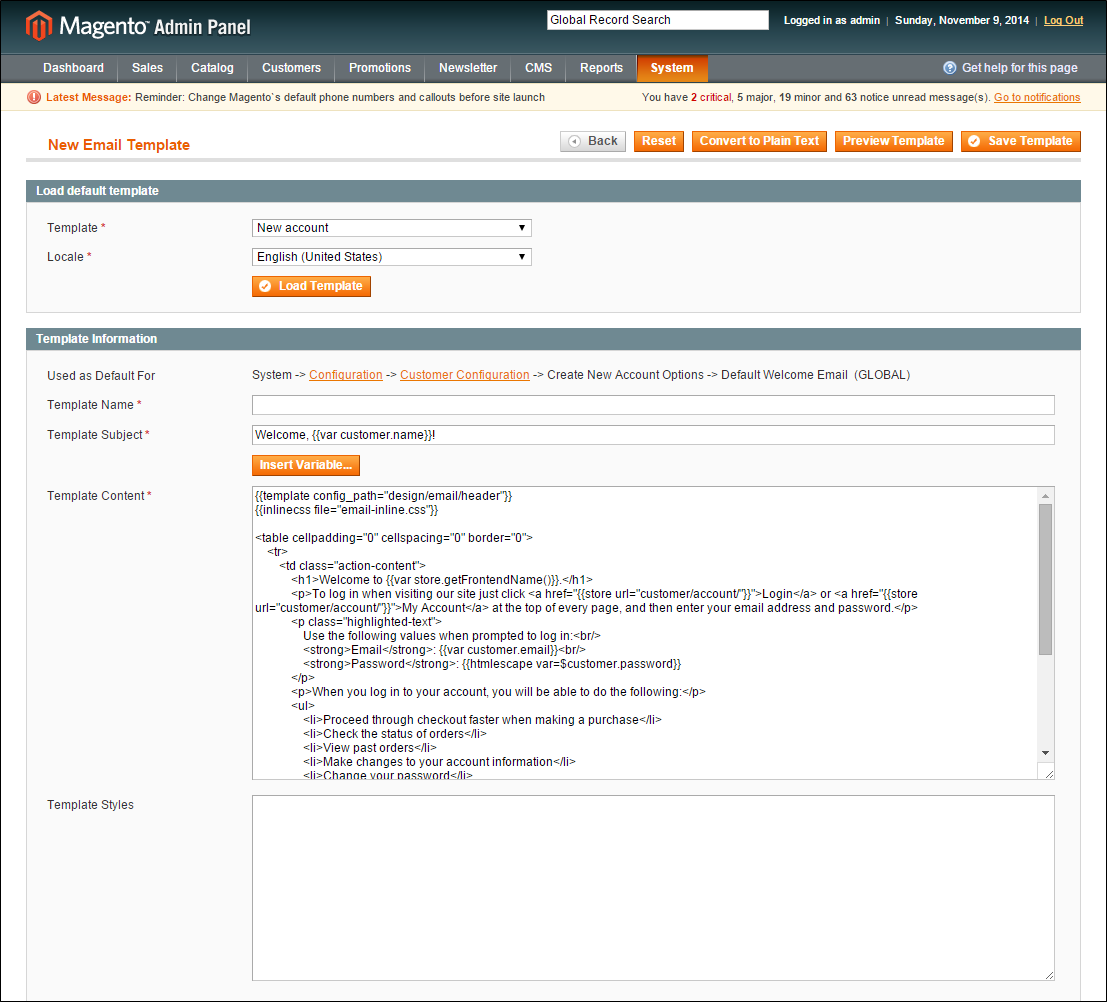 Magento™ Admin Panel
Global Record Search
Logged in as admin | Sunday, November 9, 2014 | Log Out
Dashboard Sales Catalog Customers Promotions Newsletter CMS Reports System Get help for this page
Latest Message: Reminder: Change Magento`s default phone numbers and callouts before site launch You have 2 critical, 5 major, 19 minor and 63 notice unread message(s). Go to notifications
New Email Template Back Reset Convert to Plain Text Preview Template Save Template
Load default template
Template * New account
Locale * English (United States)
Load Template
Template Information
Used as Default For System -> Configuration -> Customer Configuration -> Create New Account Options -> Default Welcome Email (GLOBAL)
Template Name *
Template Subject * Welcome, {{var customer.name}}!
Insert Variable...
Template Content * {{template config_path="design/email/header"}}
{{inlinecss file="email-inline.css"}}
<table cellpadding="0" cellspacing="0" border="0">
<tr>
<td class="action-content">
<h1>Welcome to {{var store.getFrontendName()}}.</h1>
<p>To log in when visiting our site just click <a href="{{store url="customer/account/"}}">Login</a> or <a href="{{store
url="customer/account/"}}">My Account</a> at the top of every page, and then enter your email address and password.</p>
<p class="highlighted-text">
Use the following values when prompted to log in:<br/>
<strong>Email</strong>: {{var customer.email}}<br/>
<strong>Password</strong>: {{htmlescape var=$customer.password}}
</p>
<p>When you log in to your account, you will be able to do the following:</p>
<ul>
<li>Proceed through checkout faster when making a purchase</li>
<li>Check the status of orders</li>
<li>View past orders</li>
<li>Make changes to your account information</li>
<li>Change your password</li>
Template Styles